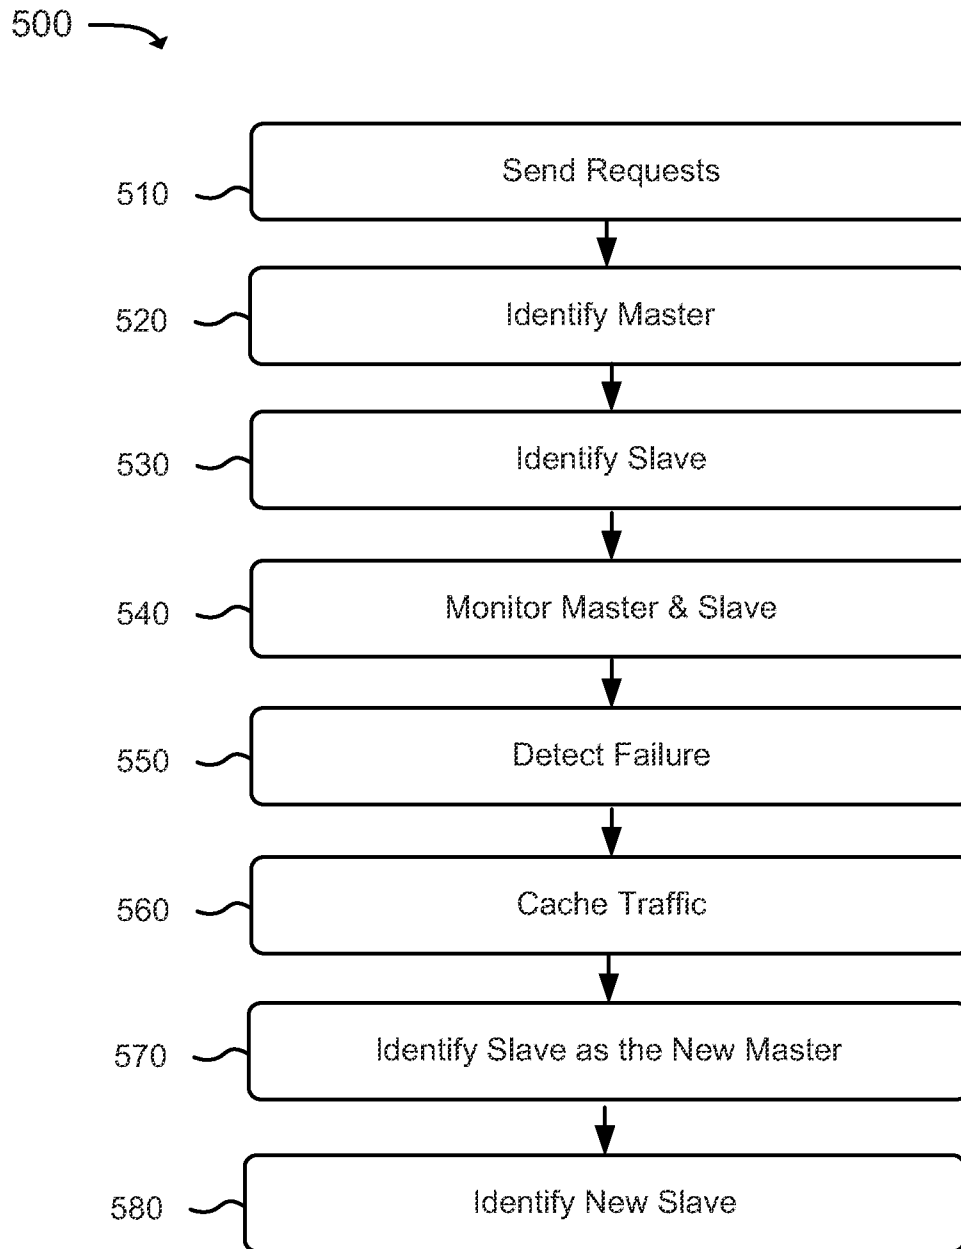 500
Send Requests
510
Identify Master
520
Identify Slave
530
Monitor Master & Slave
540
Detect Failure
550
Cache Traffic
560
Identify Slave as the New Master
570
Identify New Slave
580